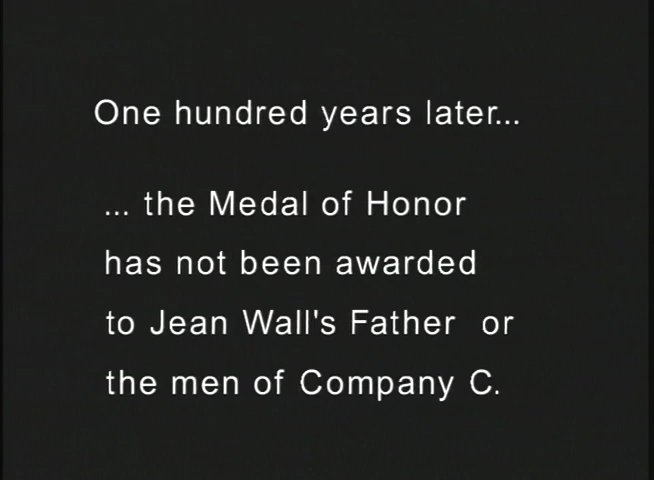 One hundred years later...
... the Medal of Honor
has not been awarded
to Jean Wall's Father or
the men of Company C.